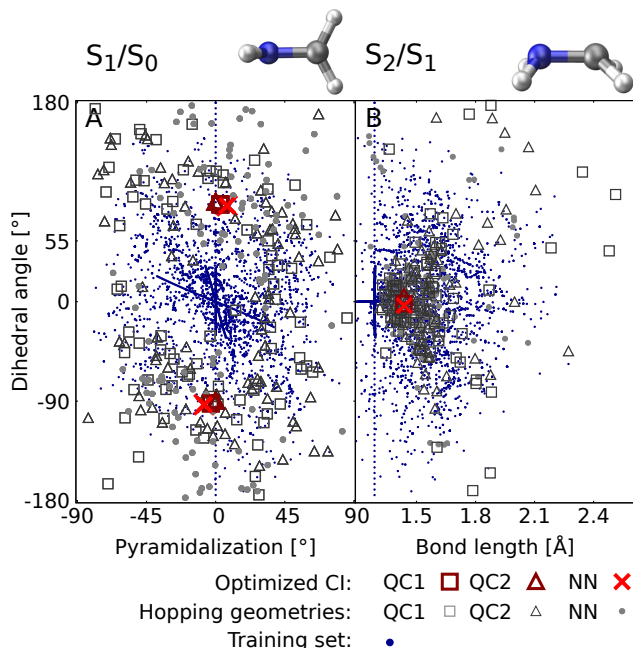 S₁/S₀ S₂/S₁
A B
180
55
0
-90
-180
Dihedral angle [°]
-90 -45 0 45 90 1.5 1.8 2.1 2.4
Pyramidalization [°] Bond length [Å]
Optimized CI: QC1 QC2 NN
Hopping geometries: QC1 QC2 NN
Training set: